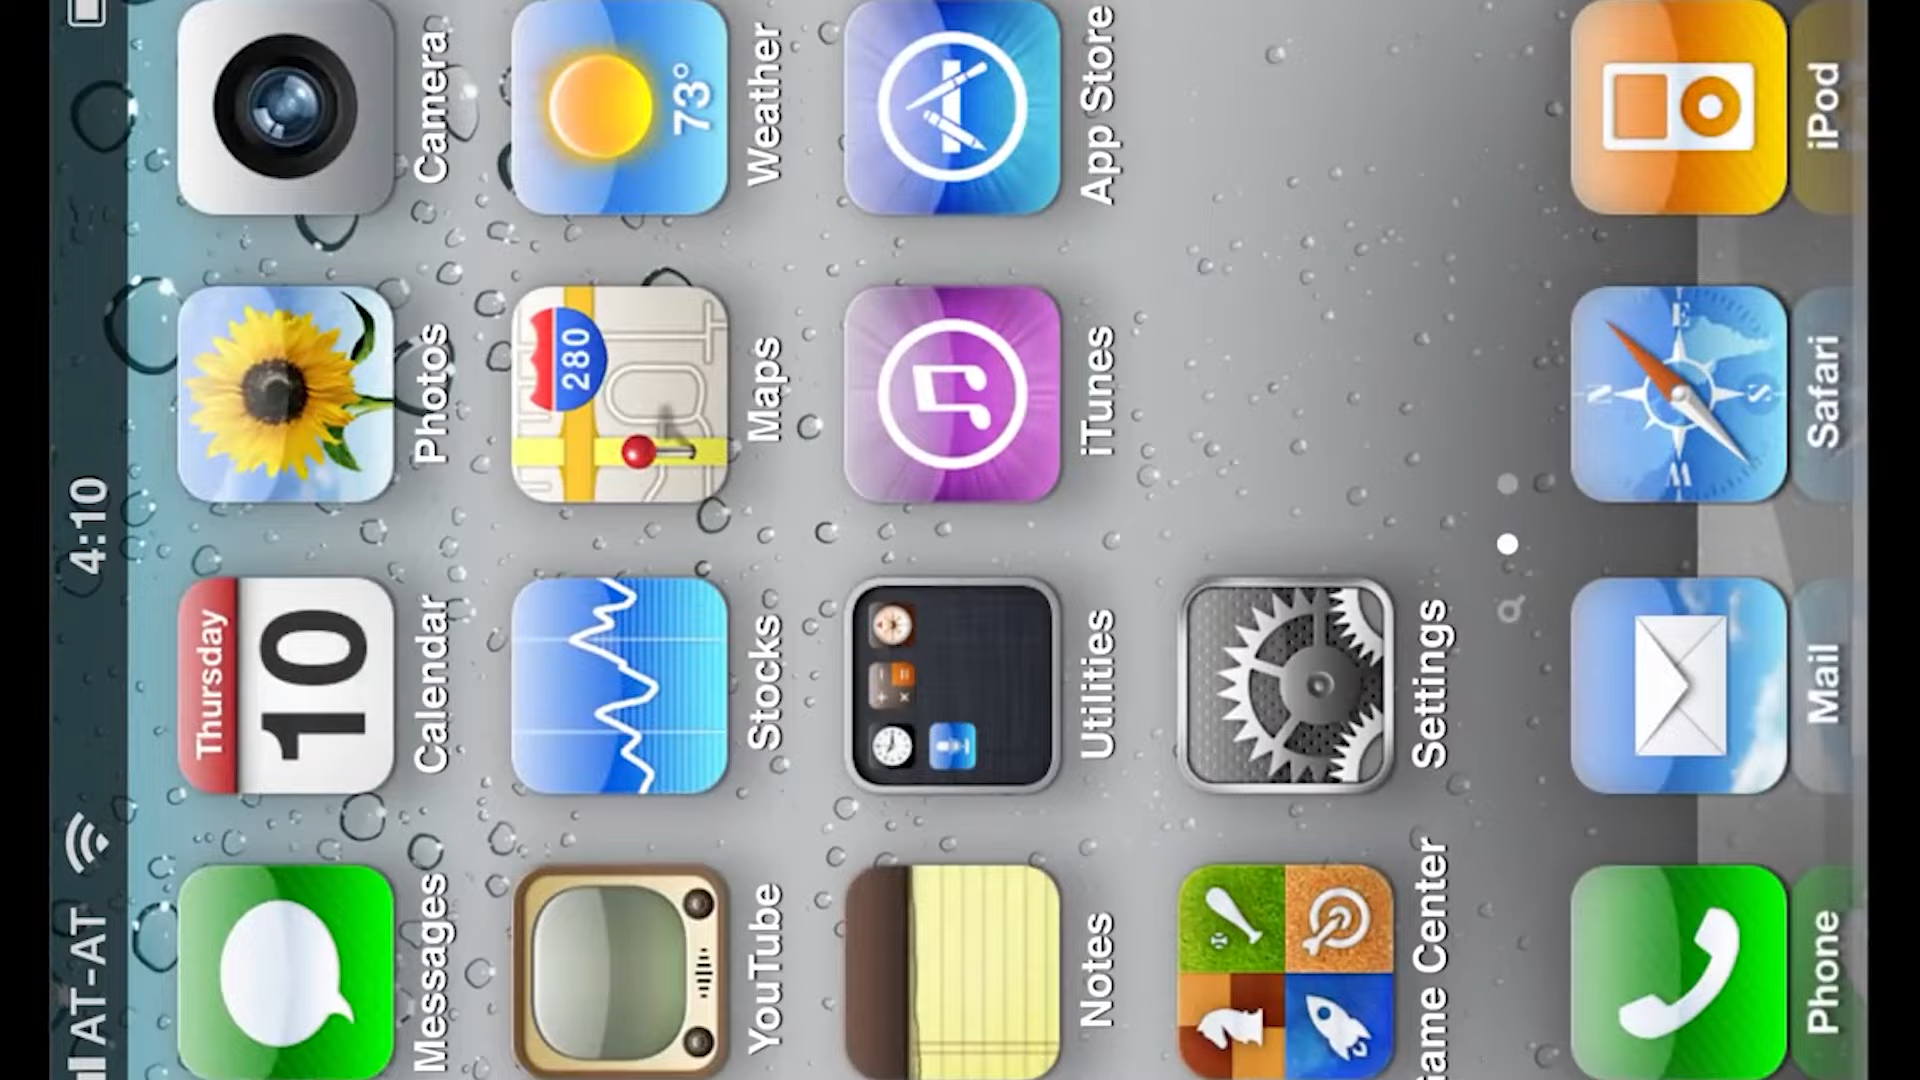 AT-AT 4:10
Messages Calendar Photos Camera
Thursday
10
YouTube Stocks Maps Weather
280
73°
Notes Utilities iTunes App Store
Game Center Settings
Phone Mail Safari iPod
N
E
S